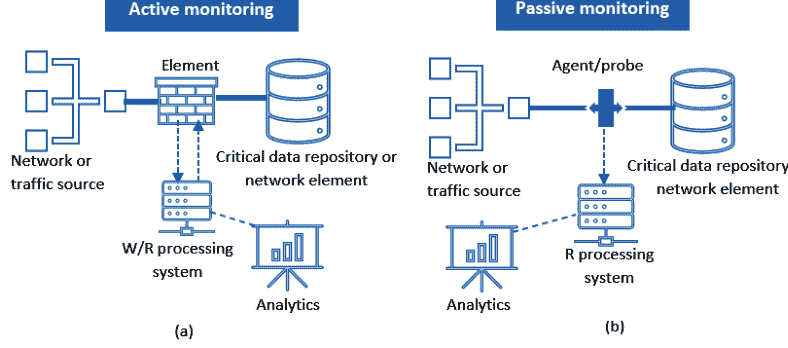 Active monitoring
Element
Network or
traffic source
Critical data repository or
network element
W/R processing
system
Analytics
(a)
Passive monitoring
Agent/probe
Network or
traffic source
Critical data repository
network element
R processing
system
Analytics
(b)